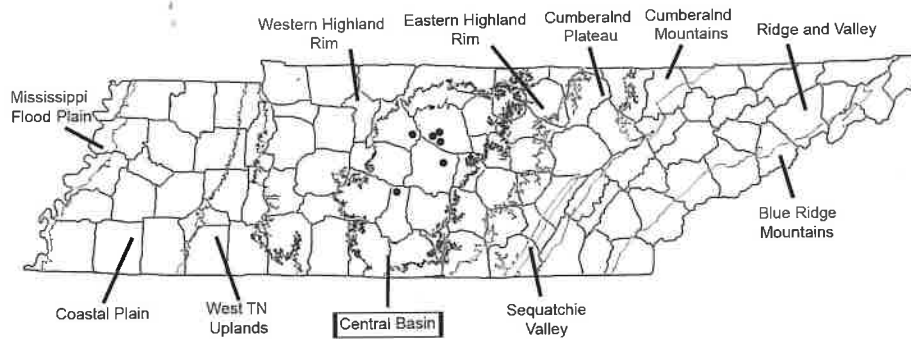 Western Highland
Rim
Eastern Highland
Rim
Cumberalnd
Plateau
Cumberalnd
Mountains
Ridge and Valley
Mississippi
Flood Plain
Blue Ridge
Mountains
Coastal Plain
West TN
Uplands
Central Basin
Sequatchie
Valley